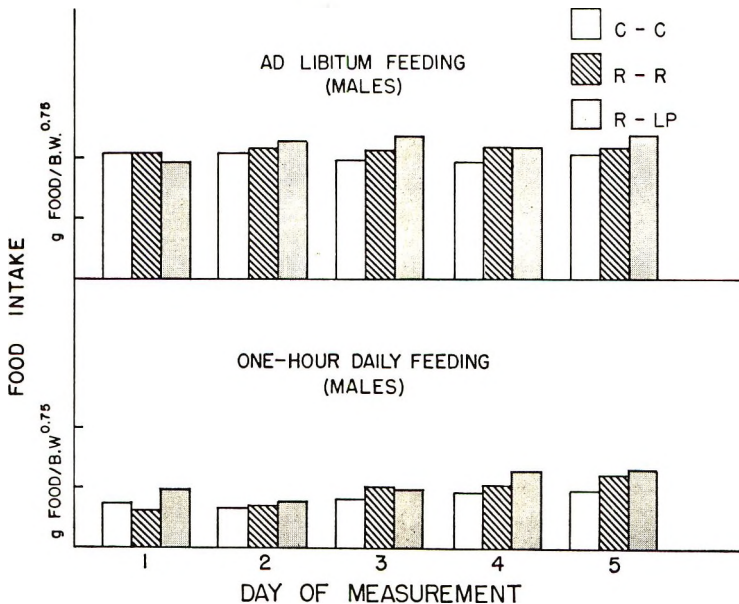 C - C
R - R
R - LP
AD LIBITUM FEEDING
(MALES)
g FOOD/B.W.0.75
FOOD INTAKE
ONE-HOUR DAILY FEEDING
(MALES)
g FOOD/B.W0.75
1 2 3 4 5
DAY OF MEASUREMENT